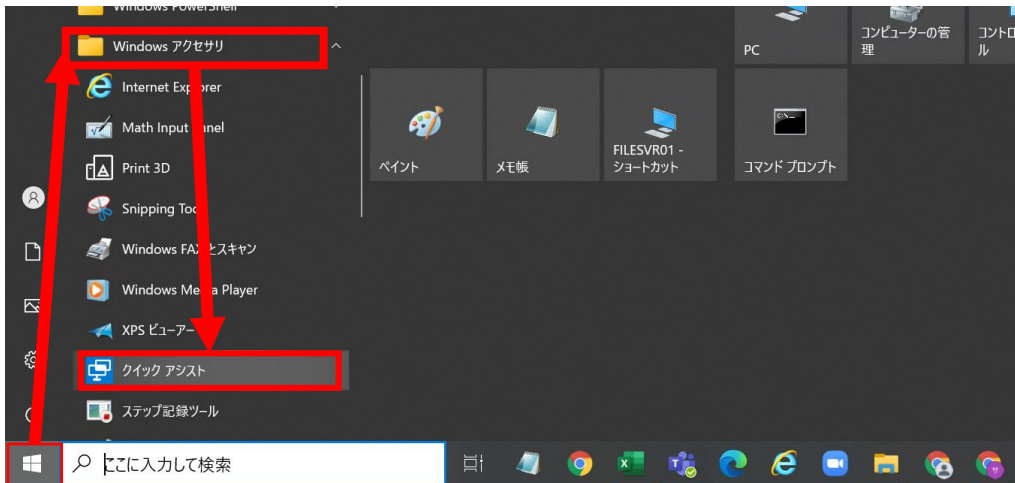 Windows PowerShell
Windows アクセサリ
Internet Explorer
Math Input Panel
Print 3D
Snipping Tool
Windows FAX とスキャン
Windows Media Player
XPS ビューアー
クイック アシスト
ステップ記録ツール
ここに入力して検索
PC
コンピューターの管
理
コントロ
ル
ペイント
メモ帳
FILESVR01 -
ショートカット
コマンド プロンプト